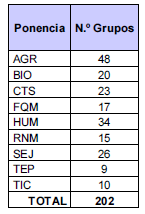 Ponencia N.º Grupos
AGR 48
BIO 20
CTS 23
FQM 17
HUM 34
RNM 15
SEJ 26
TEP 9
TIC 10
TOTAL 202